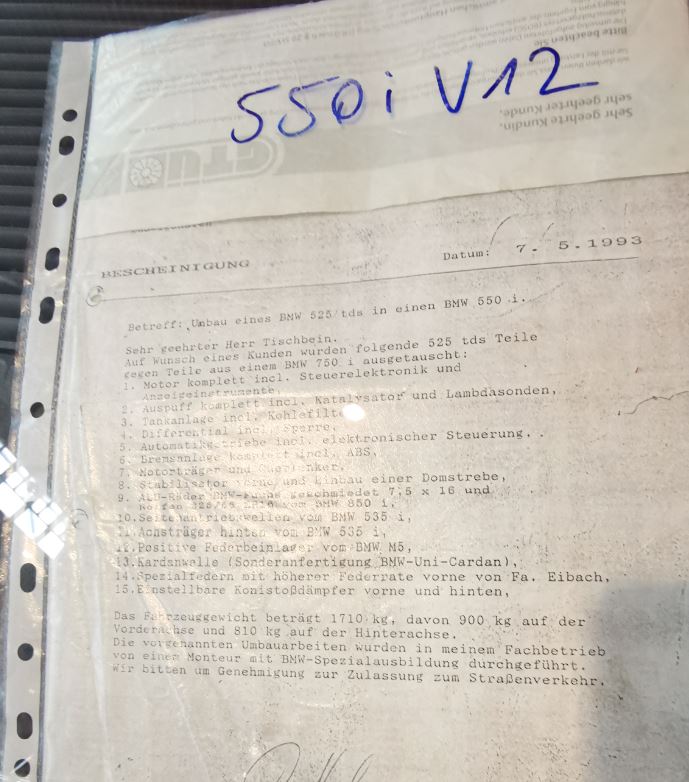 550i V12
Sehr geehrte Kundin,
sehr geehrter Kunde,
Bitte beachten Sie
GTÜ
BESCHEINIGUNG
Datum: 7. 5.1993
Betreff: Umbau eines BMW 525 tds in einen BMW 550 i.
Sehr geehrter Herr Tischbein.
Auf Wunsch eines Kunden wurden folgende 525 tds Teile
gegen Teile aus einem BMW 750 i ausgetauscht:
1. Motor komplett incl. Steuerelektronik und
Anzeigeinstrumente,
2. Auspuff komplett incl. Katalysator und Lambdasonden,
3. Tankanlage incl. Kohlefilter
4. Differential incl. Sperre,
5. Automatikgetriebe incl. elektronischer Steuerung,
6. Bremsanlage komplett incl. ABS,
7. Motorträger und Querlenker,
8. Stabilisator vorne und Einbau einer Domstrebe,
9. ALU-Räder BMW- geschmiedet 7,5 x 16 und
vom BMW 850 i,
10.Seitenantriebswellen vom BMW 535 i,
11.Achsträger hinten vom BMW 535 i,
12.Positive Federbeinlager vom BMW M5,
13.Kardanwelle (Sonderanfertigung BMW-Uni-Cardan),
14.Spezialfedern mit höherer Federrate vorne von Fa. Eibach,
15.Einstellbare Konistoßdämpfer vorne und hinten,
Das Fahrzeuggewicht beträgt 1710 kg, davon 900 kg auf der
Vorderachse und 810 kg auf der Hinterachse.
Die vorgenannten Umbauarbeiten wurden in meinem Fachbetrieb
von einem Monteur mit BMW-Spezialausbildung durchgeführt.
Wir bitten um Genehmigung zur Zulassung zum Straßenverkehr.